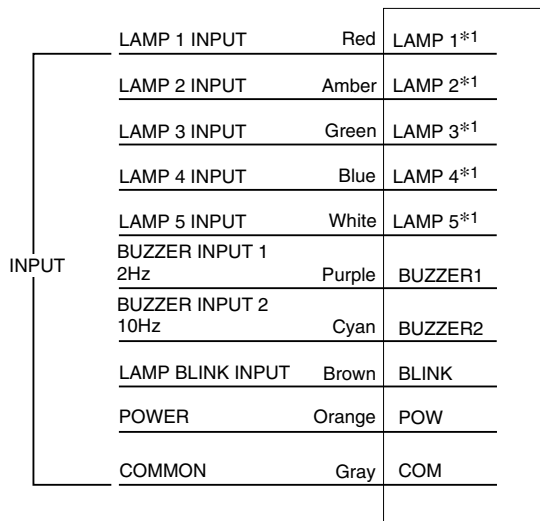 LAMP 1 INPUT Red LAMP 1*1
LAMP 2 INPUT Amber LAMP 2*1
LAMP 3 INPUT Green LAMP 3*1
LAMP 4 INPUT Blue LAMP 4*1
LAMP 5 INPUT White LAMP 5*1
INPUT
BUZZER INPUT 1
2Hz Purple BUZZER1
BUZZER INPUT 2
10Hz Cyan BUZZER2
LAMP BLINK INPUT Brown BLINK
POWER Orange POW
COMMON Gray COM